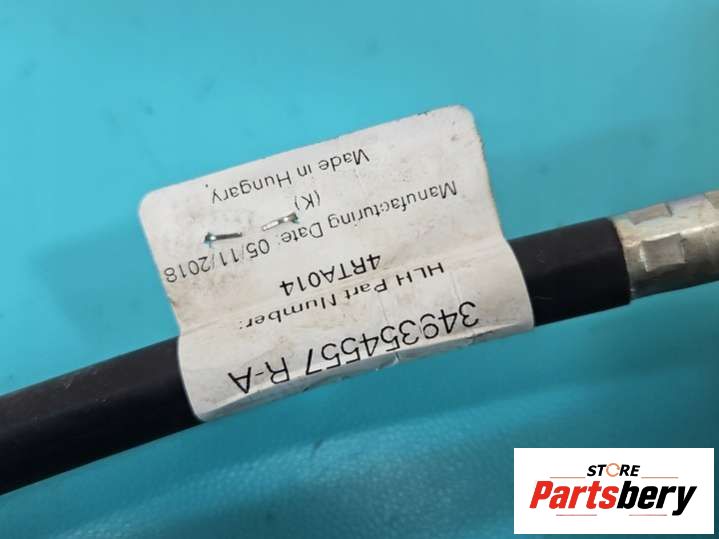 349354557 R-A
HLH Part Number:
4RTA014
Manufacturing Date: 05/11/2018
(K)
Made in Hungary,
STORE
Partsbery